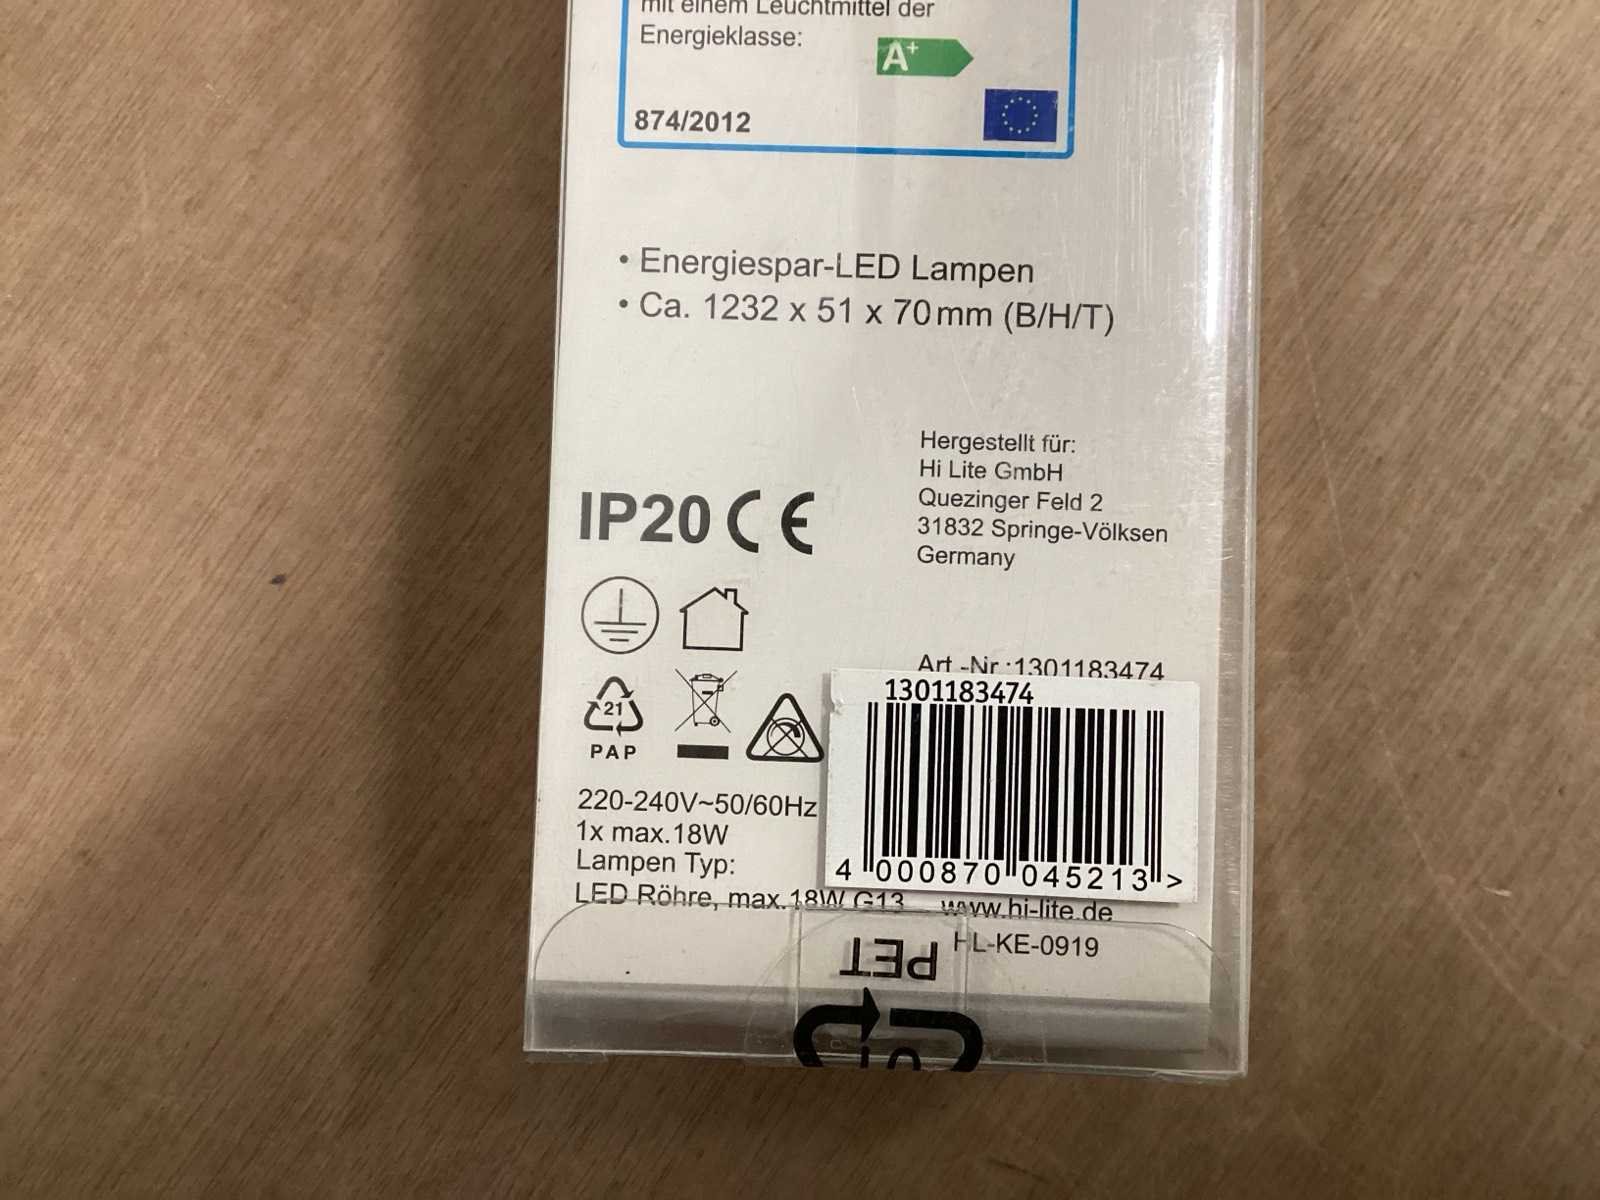 mit einem Leuchtmittel der
Energieklasse:
A+
874/2012
• Energiespar-LED Lampen
• Ca. 1232 x 51 x 70 mm (B/H/T)
Hergestellt für:
Hi Lite GmbH
Quezinger Feld 2
31832 Springe-Völksen
Germany
IP20 CE
Art.-Nr.:1301183474
1301183474
21
PAP
4 000870 045213 >
220-240V~50/60Hz
1x max.18W
Lampen Typ:
LED Röhre, max.18W G13
www.hi-lite.de
HL-KE-0919
PET
01